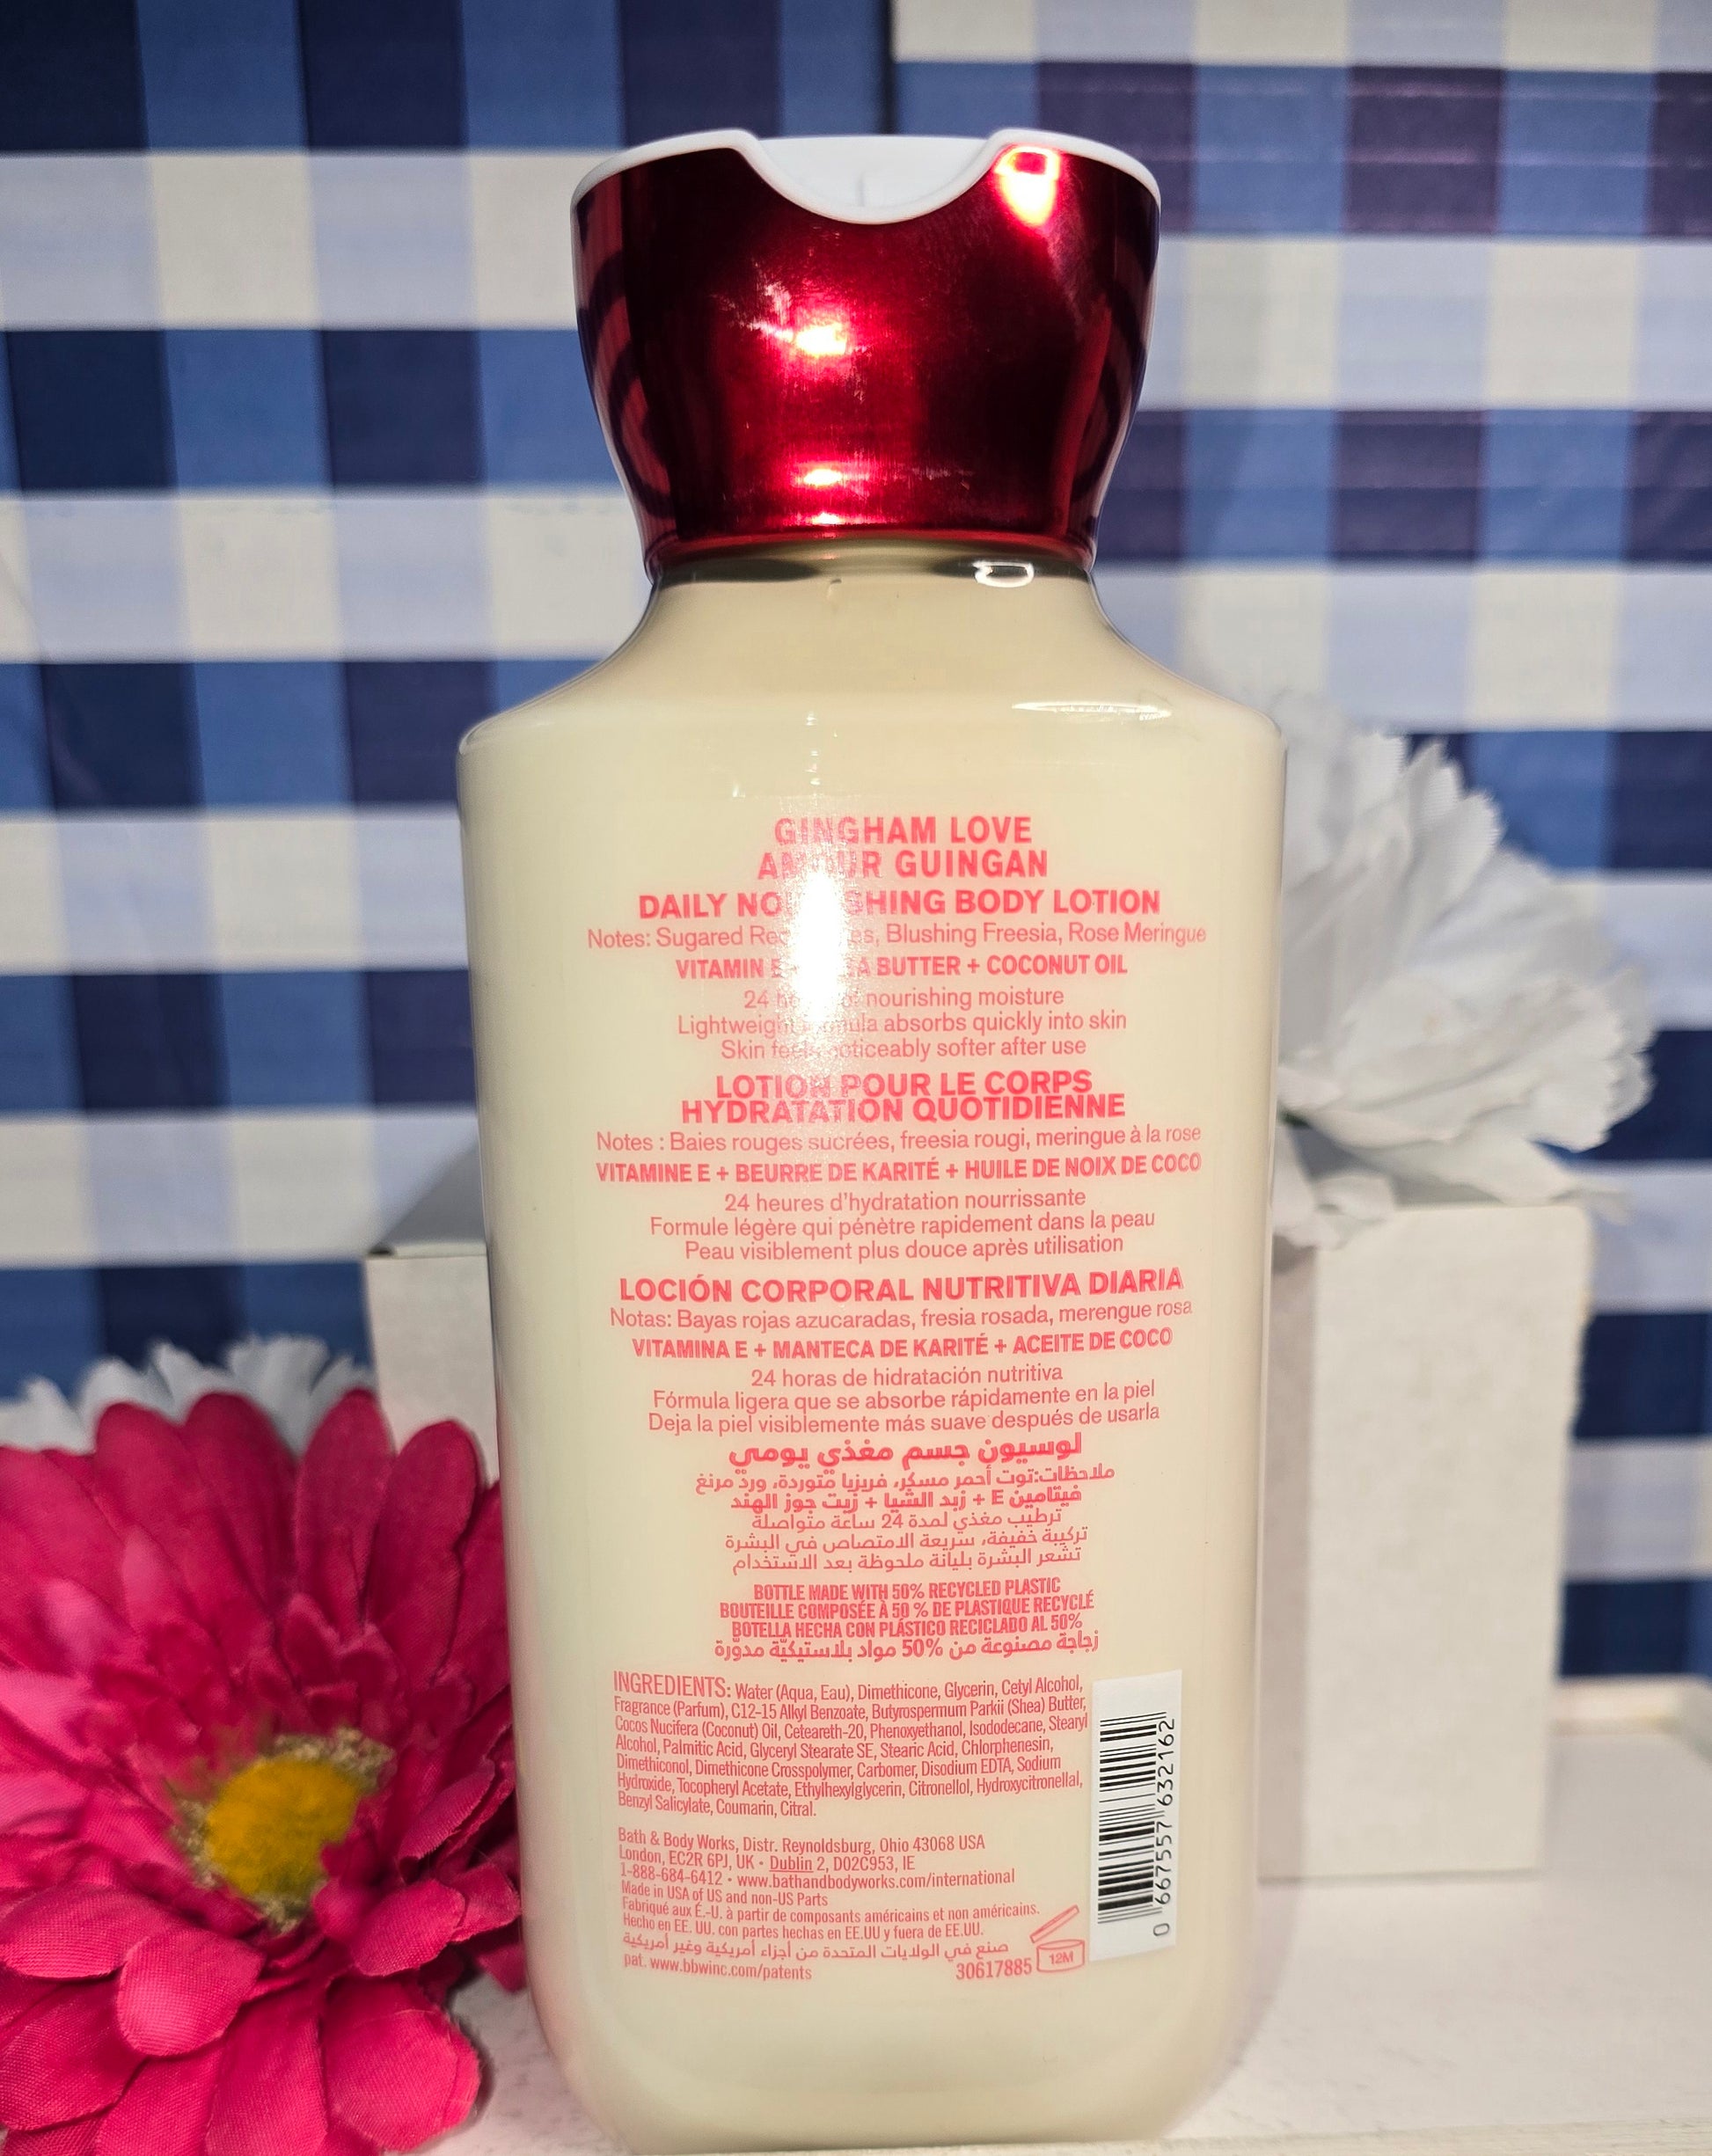 GINGHAM LOVE
AMOUR GUINGAN
DAILY NOURISHING BODY LOTION
Notes: Sugared Red Berries, Blushing Freesia, Rose Meringue
VITAMIN E + SHEA BUTTER + COCONUT OIL
24 hours of nourishing moisture
Lightweight formula absorbs quickly into skin
Skin feels noticeably softer after use
LOTION POUR LE CORPS
HYDRATATION QUOTIDIENNE
Notes : Baies rouges sucrées, freesia rougi, meringue à la rose
VITAMINE E + BEURRE DE KARITÉ + HUILE DE NOIX DE COCO
24 heures d'hydratation nourrissante
Formule légère qui pénètre rapidement dans la peau
Peau visiblement plus douce après utilisation
LOCIÓN CORPORAL NUTRITIVA DIARIA
Notas: Bayas rojas azucaradas, fresia rosada, merengue rosa
VITAMINA E + MANTECA DE KARITÉ + ACEITE DE COCO
24 horas de hidratación nutritiva
Fórmula ligera que se absorbe rápidamente en la piel
Deja la piel visiblemente más suave después de usarla
لوسيون جسم مغذي يومي
ملاحظات:توت أحمر مسكر، فريزيا متوردة، ورد مرنغ
فيتامين E + زبد الشيا + زيت جوز الهند
ترطيب مغذي لمدة 24 ساعة متواصلة
تركيبة خفيفة، سريعة الامتصاص في البشرة
تشعر البشرة بليانة ملحوظة بعد الاستخدام
BOTTLE MADE WITH 50% RECYCLED PLASTIC
BOUTEILLE COMPOSÉE À 50 % DE PLASTIQUE RECYCLÉ
BOTELLA HECHA CON PLÁSTICO RECICLADO AL 50%
زجاجة مصنوعة من 50% مواد بلاستيكيّة مدوّرة
INGREDIENTS: Water (Aqua, Eau), Dimethicone, Glycerin, Cetyl Alcohol,
Fragrance (Parfum), C12-15 Alkyl Benzoate, Butyrospermum Parkii (Shea) Butter,
Cocos Nucifera (Coconut) Oil, Ceteareth-20, Phenoxyethanol, Isododecane, Stearyl
Alcohol, Palmitic Acid, Glyceryl Stearate SE, Stearic Acid, Chlorphenesin,
Dimethiconol, Dimethicone Crosspolymer, Carbomer, Disodium EDTA, Sodium
Hydroxide, Tocopheryl Acetate, Ethylhexylglycerin, Citronellol, Hydroxycitronellal,
Benzyl Salicylate, Coumarin, Citral.
Bath & Body Works, Distr. Reynoldsburg, Ohio 43068 USA
London, EC2R 6PJ, UK • Dublin 2, D02C953, IE
1-888-684-6412 • www.bathandbodyworks.com/international
Made in USA of US and non-US Parts
Fabriqué aux É.-U. à partir de composants américains et non américains.
Hecho en EE. UU. con partes hechas en EE.UU y fuera de EE.UU.
صنع في الولايات المتحدة من أجزاء أمريكية وغير أمريكية
pat. www.bbwinc.com/patents
30617885
12M
0 667557 632162